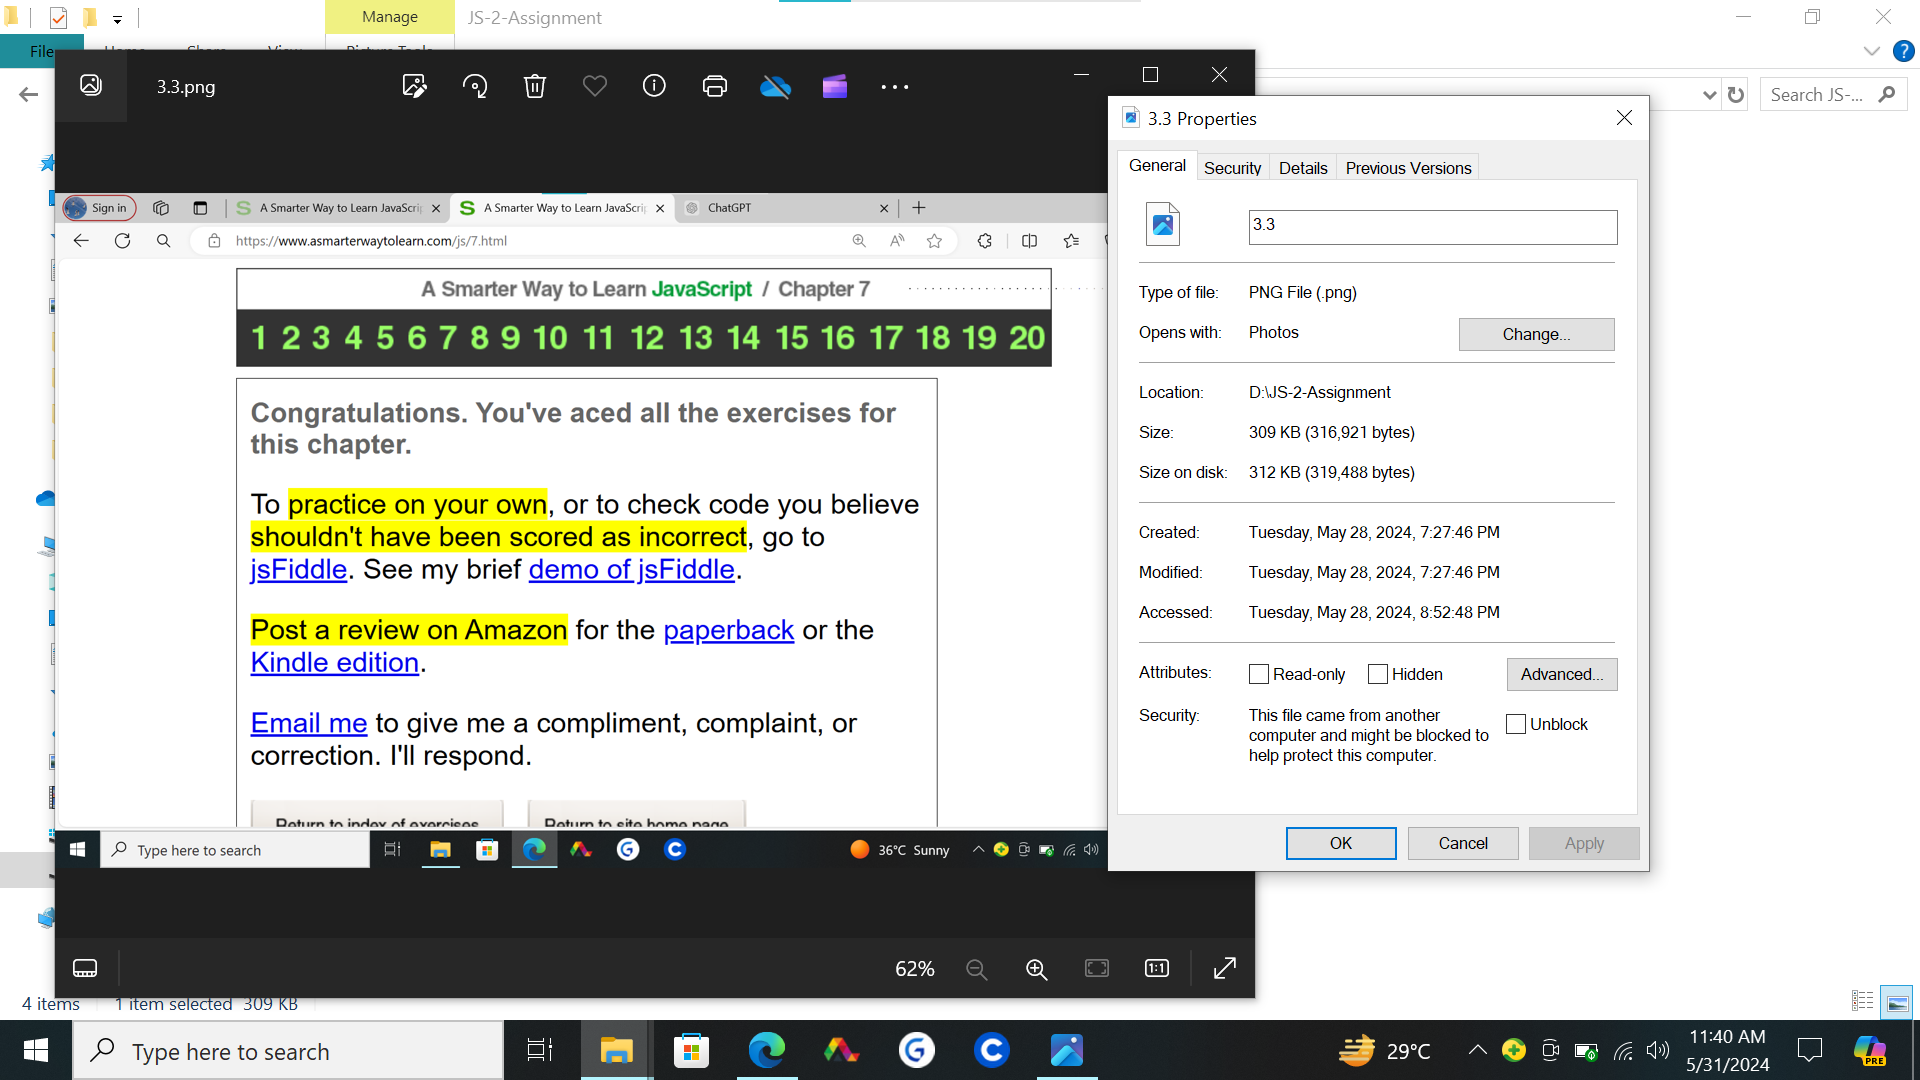 Manage
JS-2-Assignment
File
Home Share View Picture Tools
3.3.png
Search JS-...
3.3 Properties
General
Security
Details
Previous Versions
3.3
Type of file: PNG File (.png)
Opens with: Photos
Change...
Location: D:\JS-2-Assignment
Size: 309 KB (316,921 bytes)
Size on disk: 312 KB (319,488 bytes)
Created: Tuesday, May 28, 2024, 7:27:46 PM
Modified: Tuesday, May 28, 2024, 7:27:46 PM
Accessed: Tuesday, May 28, 2024, 8:52:48 PM
Attributes: Read-only Hidden
Advanced...
Security: This file came from another
computer and might be blocked to
help protect this computer.
Unblock
OK
Cancel
Apply
Sign in
A Smarter Way to Learn JavaScri
A Smarter Way to Learn JavaScri
ChatGPT
https://www.asmarterwaytolearn.com/js/7.html
A Smarter Way to Learn JavaScript / Chapter 7
1 2 3 4 5 6 7 8 9 10 11 12 13 14 15 16 17 18 19 20
Congratulations. You've aced all the exercises for
this chapter.
To practice on your own, or to check code you believe
shouldn't have been scored as incorrect, go to
jsFiddle. See my brief demo of jsFiddle.
Post a review on Amazon for the paperback or the
Kindle edition.
Email me to give me a compliment, complaint, or
correction. I'll respond.
Return to index of exercises
Return to site home page
Type here to search
36°C Sunny
62%
1:1
4 items
1 item selected 309 KB
Type here to search
29°C
11:40 AM
5/31/2024
PRE